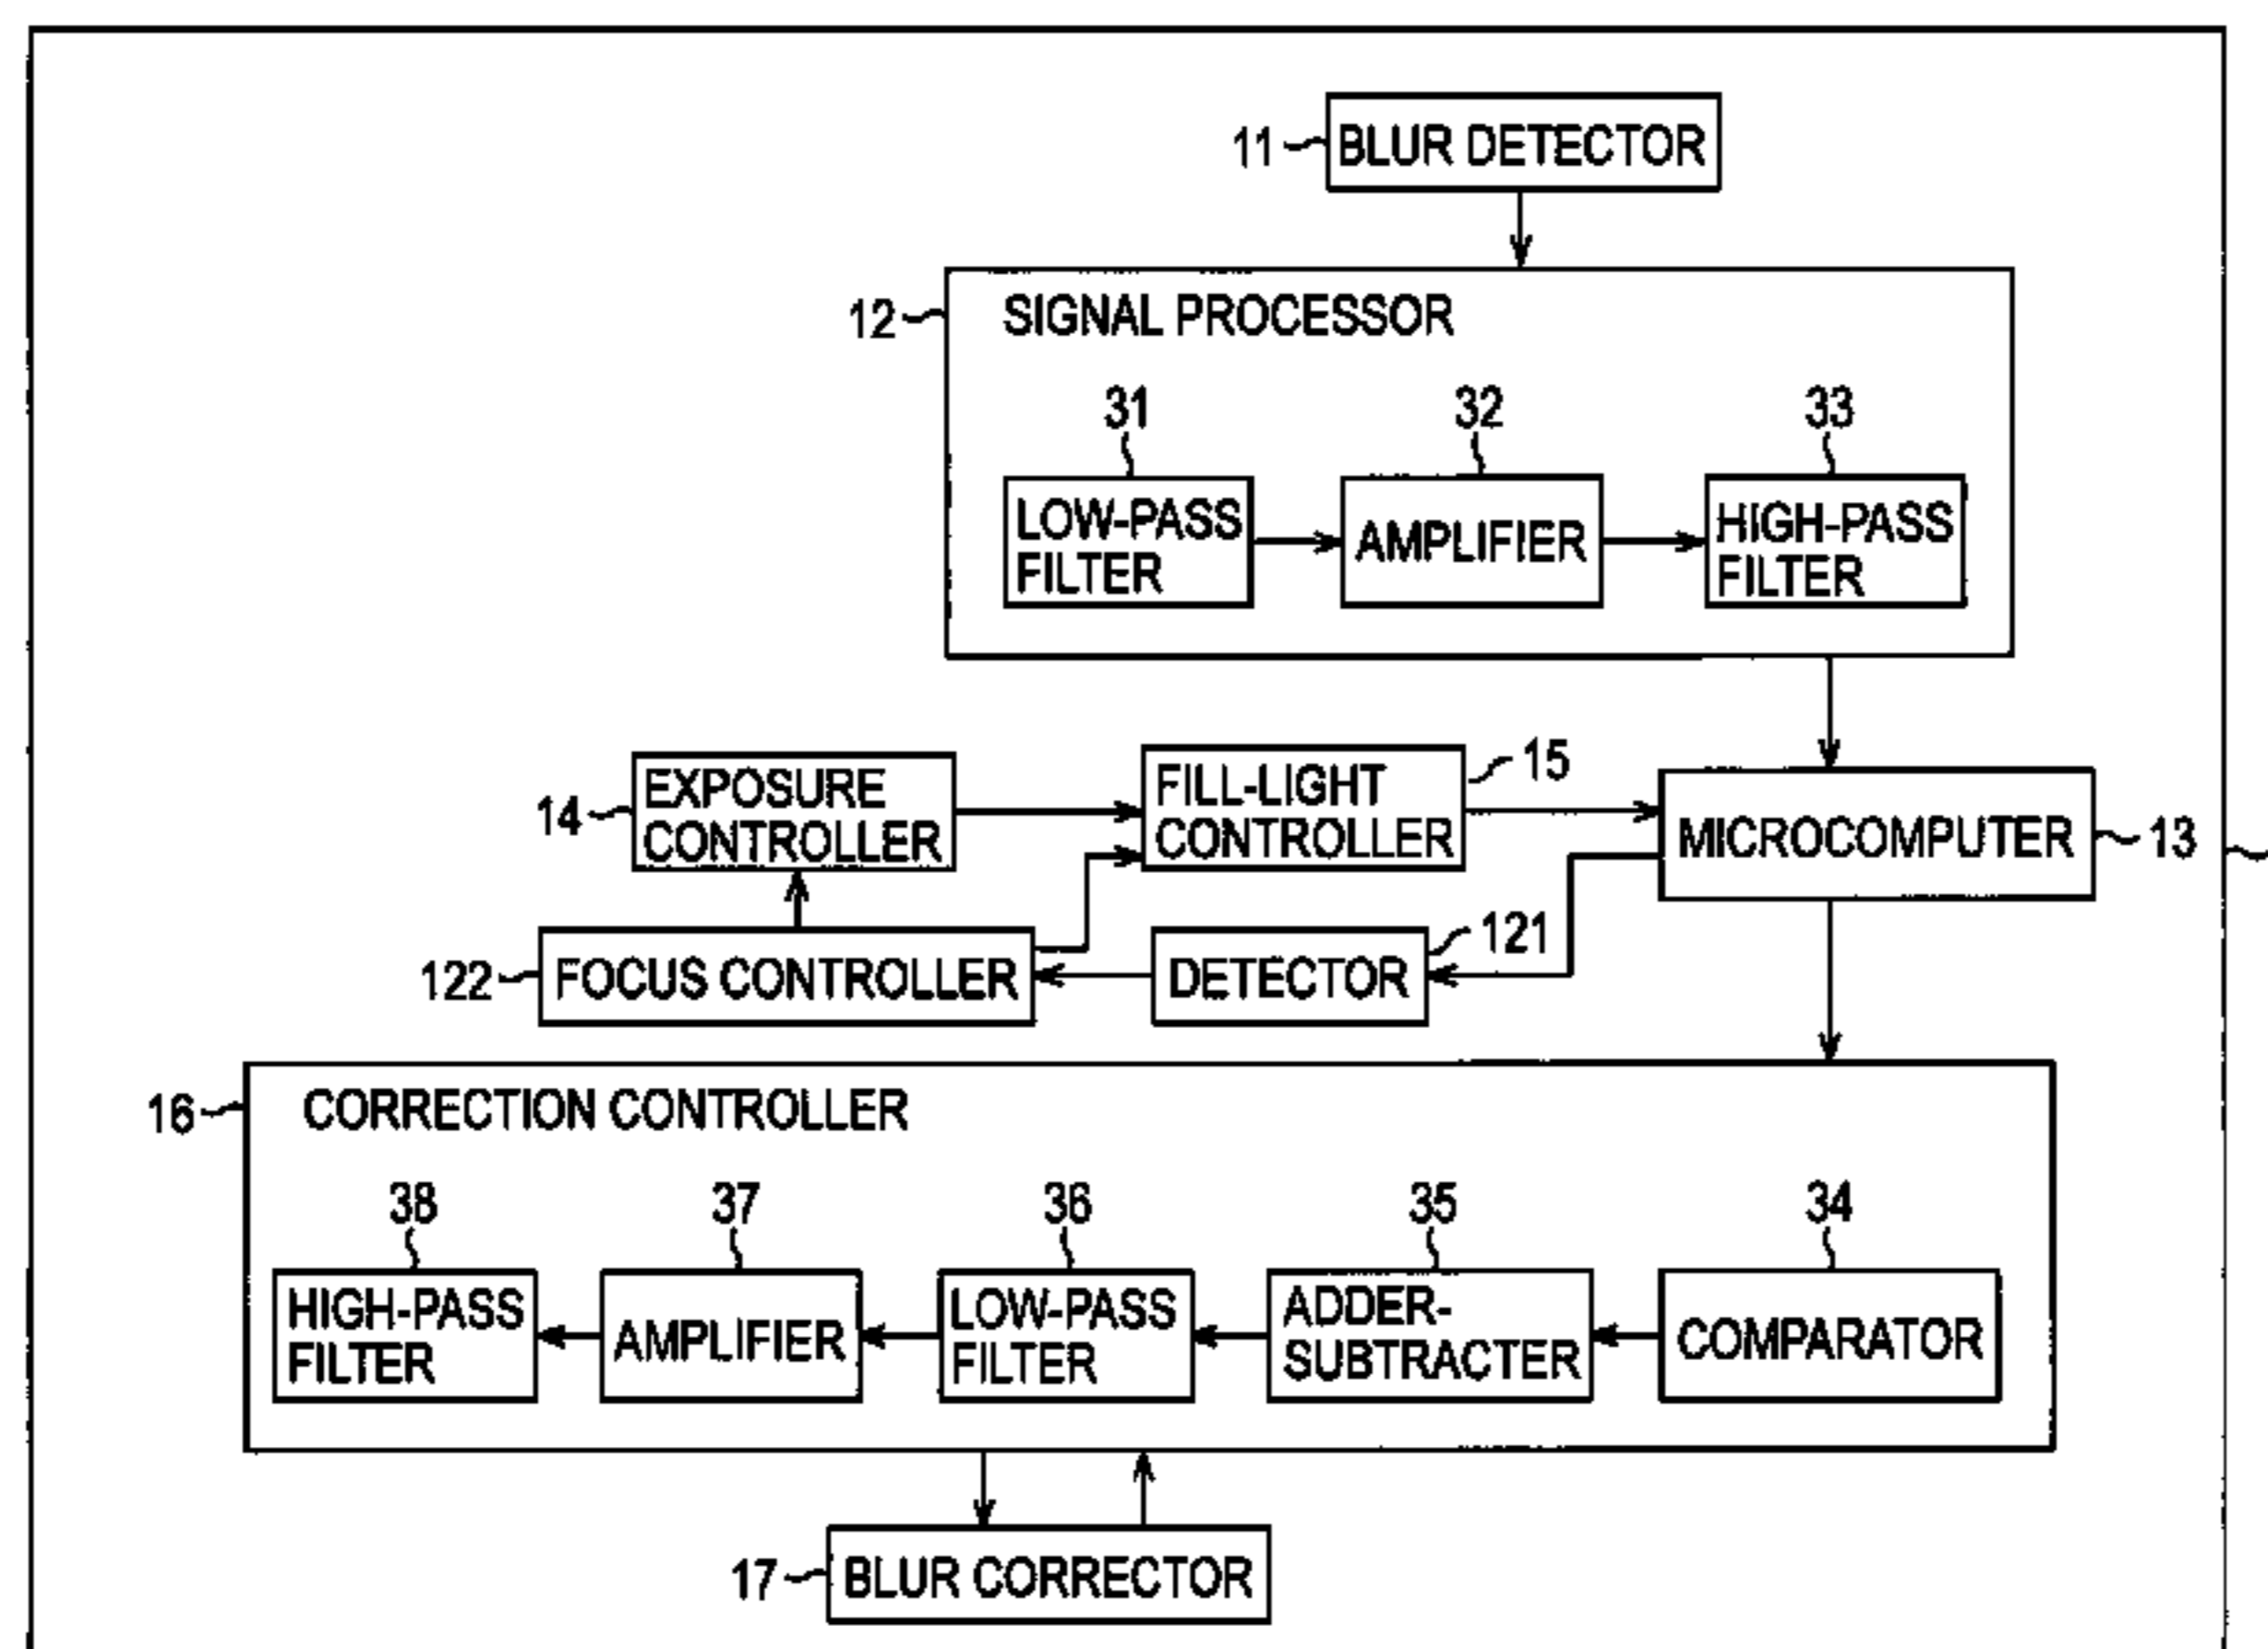 11 BLUR DETECTOR
12 SIGNAL PROCESSOR
31 32 33
LOW-PASS
FILTER
AMPLIFIER
HIGH-PASS
FILTER
14 EXPOSURE
CONTROLLER
FILL-LIGHT
CONTROLLER
15
MICROCOMPUTER 13
122 FOCUS CONTROLLER
DETECTOR
121
16 CORRECTION CONTROLLER
38 37 36 35 34
HIGH-PASS
FILTER
AMPLIFIER
LOW-PASS
FILTER
ADDER-
SUBTRACTER
COMPARATOR
17 BLUR CORRECTOR